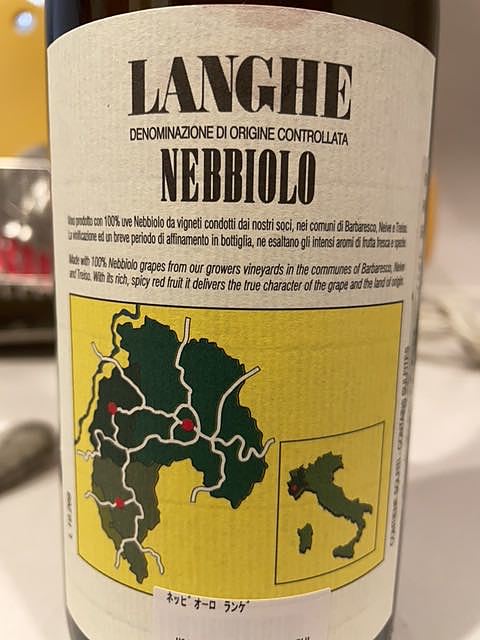 LANGHE
DENOMINAZIONE DI ORIGINE CONTROLLATA
NEBBIOLO
Vino prodotto con 100% uve Nebbiolo da vigneti condotti dai nostri soci, nei comuni di Barbaresco, Neive e Treiso.
La vinificazione ed un breve periodo di affinamento in bottiglia, ne esaltano gli intensi aromi di frutta fresca e spezie.
Made with 100% Nebbiolo grapes from our growers vineyards in the communes of Barbaresco, Neive
and Treiso. With its rich, spicy red fruit it delivers the true character of the grape and the land of origin.
CONTIENE SOLFITI - CONTAINS SULPHITES
ネッビオーロ ランゲ